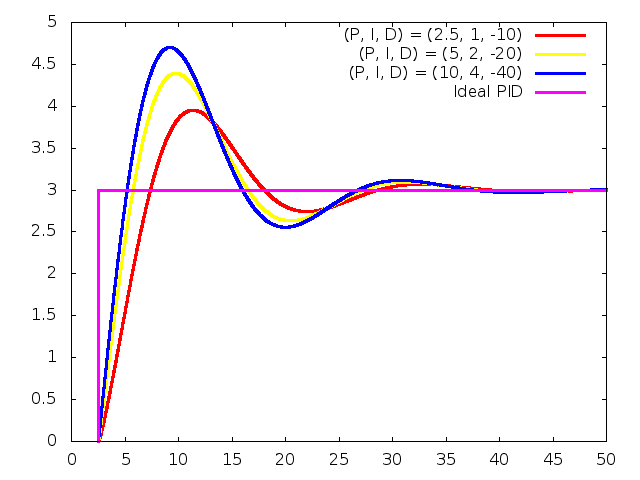 5
4.5
4
3.5
3
2.5
2
1.5
1
0.5
0
0 5 10 15 20 25 30 35 40 45 50
(P, I, D) = (2.5, 1, -10)
(P, I, D) = (5, 2, -20)
(P, I, D) = (10, 4, -40)
Ideal PID